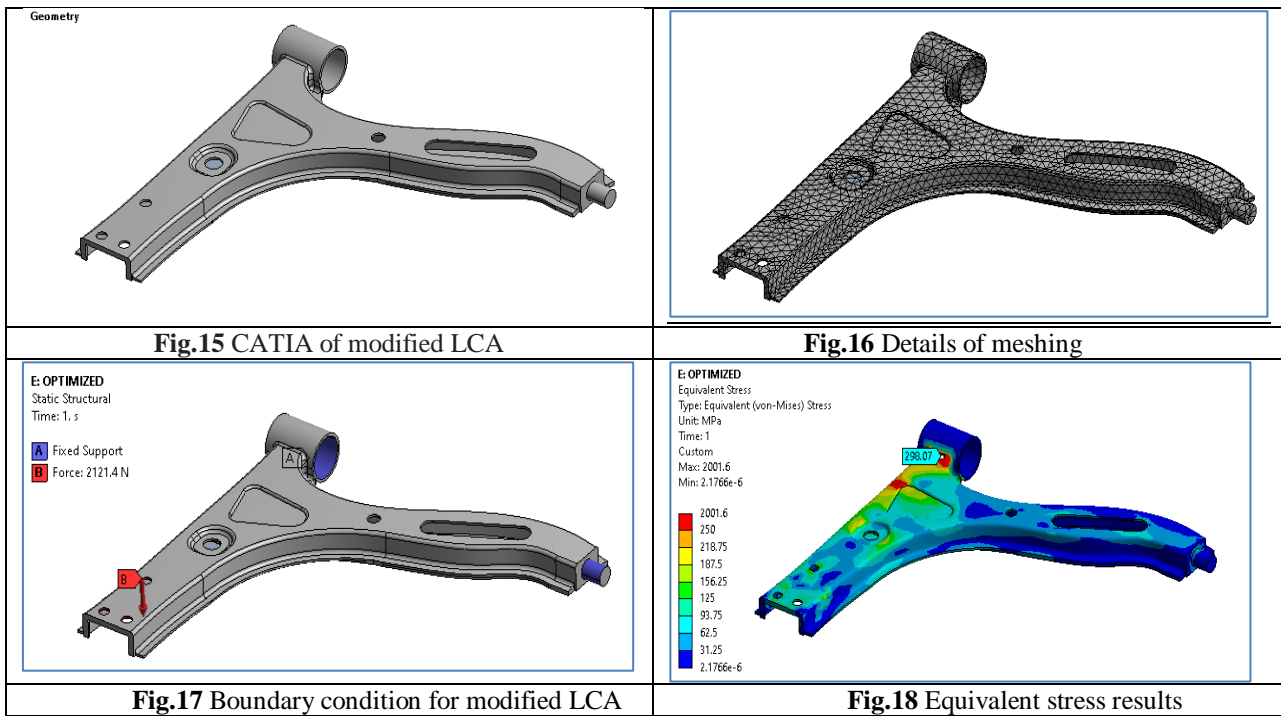 Geometry
Fig.15 CATIA of modified LCA
Fig.16 Details of meshing
E: OPTIMIZED
Static Structural
Time: 1. s
A Fixed Support
B Force: 2121.4 N
A
B
Fig.17 Boundary condition for modified LCA
E: OPTIMIZED
Equivalent Stress
Type: Equivalent (von-Mises) Stress
Unit: MPa
Time: 1
Custom
Max: 2001.6
Min: 2.1766e-6
298.07
2001.6
250
218.75
187.5
156.25
125
93.75
62.5
31.25
2.1766e-6
Fig.18 Equivalent stress results